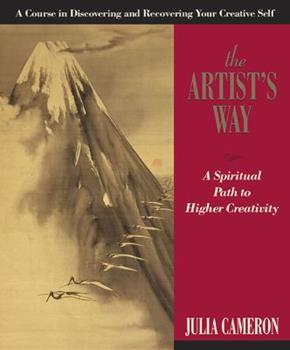 A Course in Discovering and Recovering Your Creative Self
the
ARTIST'S
WAY
A Spiritual
Path to
Higher Creativity
JULIA CAMERON